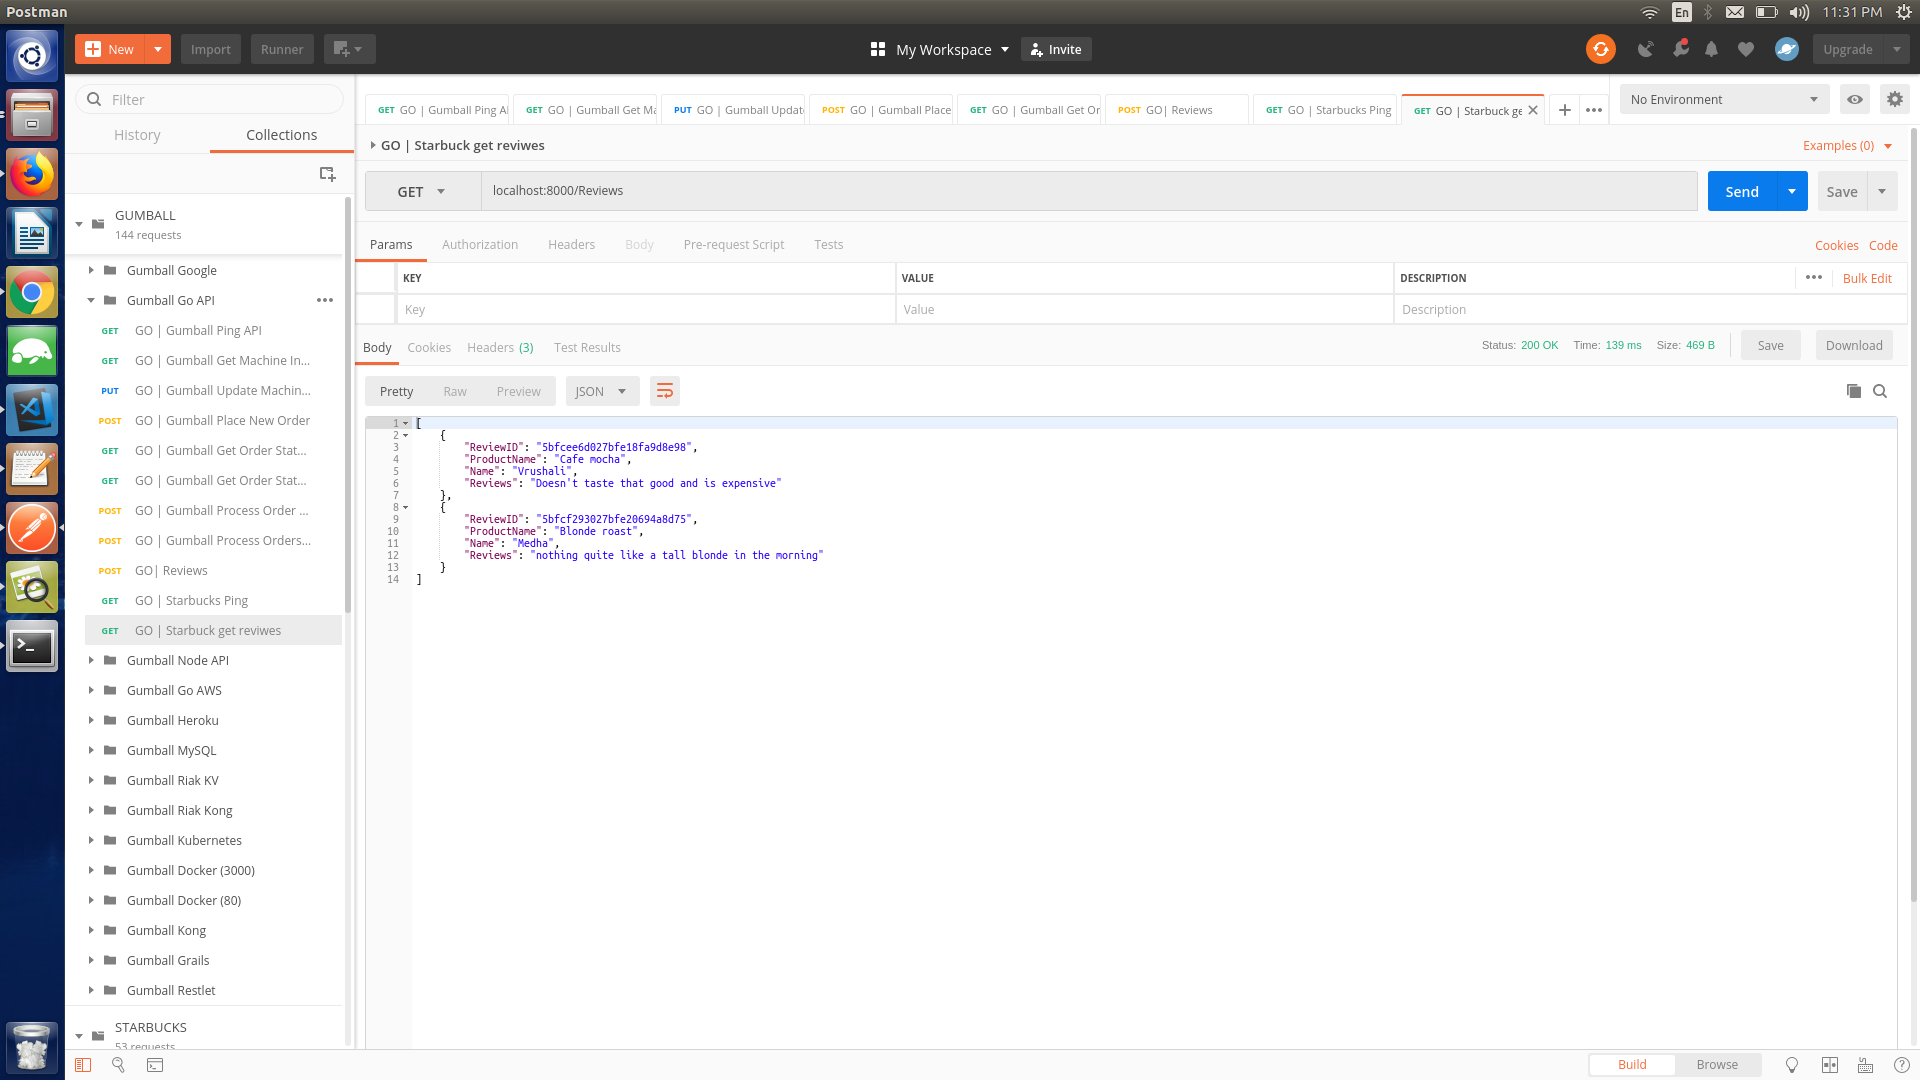 Postman
En
11:31 PM
New
Import
Runner
My Workspace
Invite
Upgrade
Filter
History
Collections
GUMBALL
144 requests
Gumball Google
Gumball Go API
GET GO | Gumball Ping API
GET GO | Gumball Get Machine In...
PUT GO | Gumball Update Machin...
POST GO | Gumball Place New Order
GET GO | Gumball Get Order Stat...
GET GO | Gumball Get Order Stat...
POST GO | Gumball Process Order ...
POST GO | Gumball Process Orders...
POST GO| Reviews
GET GO | Starbucks Ping
GET GO | Starbuck get reviwes
Gumball Node API
Gumball Go AWS
Gumball Heroku
Gumball MySQL
Gumball Riak KV
Gumball Riak Kong
Gumball Kubernetes
Gumball Docker (3000)
Gumball Docker (80)
Gumball Kong
Gumball Grails
Gumball Restlet
STARBUCKS
53 requests
GET GO | Gumball Ping A
GET GO | Gumball Get Ma
PUT GO | Gumball Updat
POST GO | Gumball Place
GET GO | Gumball Get Or
POST GO| Reviews
GET GO | Starbucks Ping
GET GO | Starbuck ge
No Environment
GO | Starbuck get reviwes
Examples (0)
GET localhost:8000/Reviews
Send
Save
Params Authorization Headers Body Pre-request Script Tests
Cookies Code
KEY VALUE DESCRIPTION
Bulk Edit
Key Value Description
Body Cookies Headers (3) Test Results
Status: 200 OK Time: 139 ms Size: 469 B
Save Download
Pretty Raw Preview JSON
1 [
2 {
3 "ReviewID": "5bfcee6d027bfe18fa9d8e98",
4 "ProductName": "Cafe mocha",
5 "Name": "Vrushali",
6 "Reviews": "Doesn't taste that good and is expensive"
7 },
8 {
9 "ReviewID": "5bfcf293027bfe20694a8d75",
10 "ProductName": "Blonde roast",
11 "Name": "Medha",
12 "Reviews": "nothing quite like a tall blonde in the morning"
13 }
14 ]
Build Browse